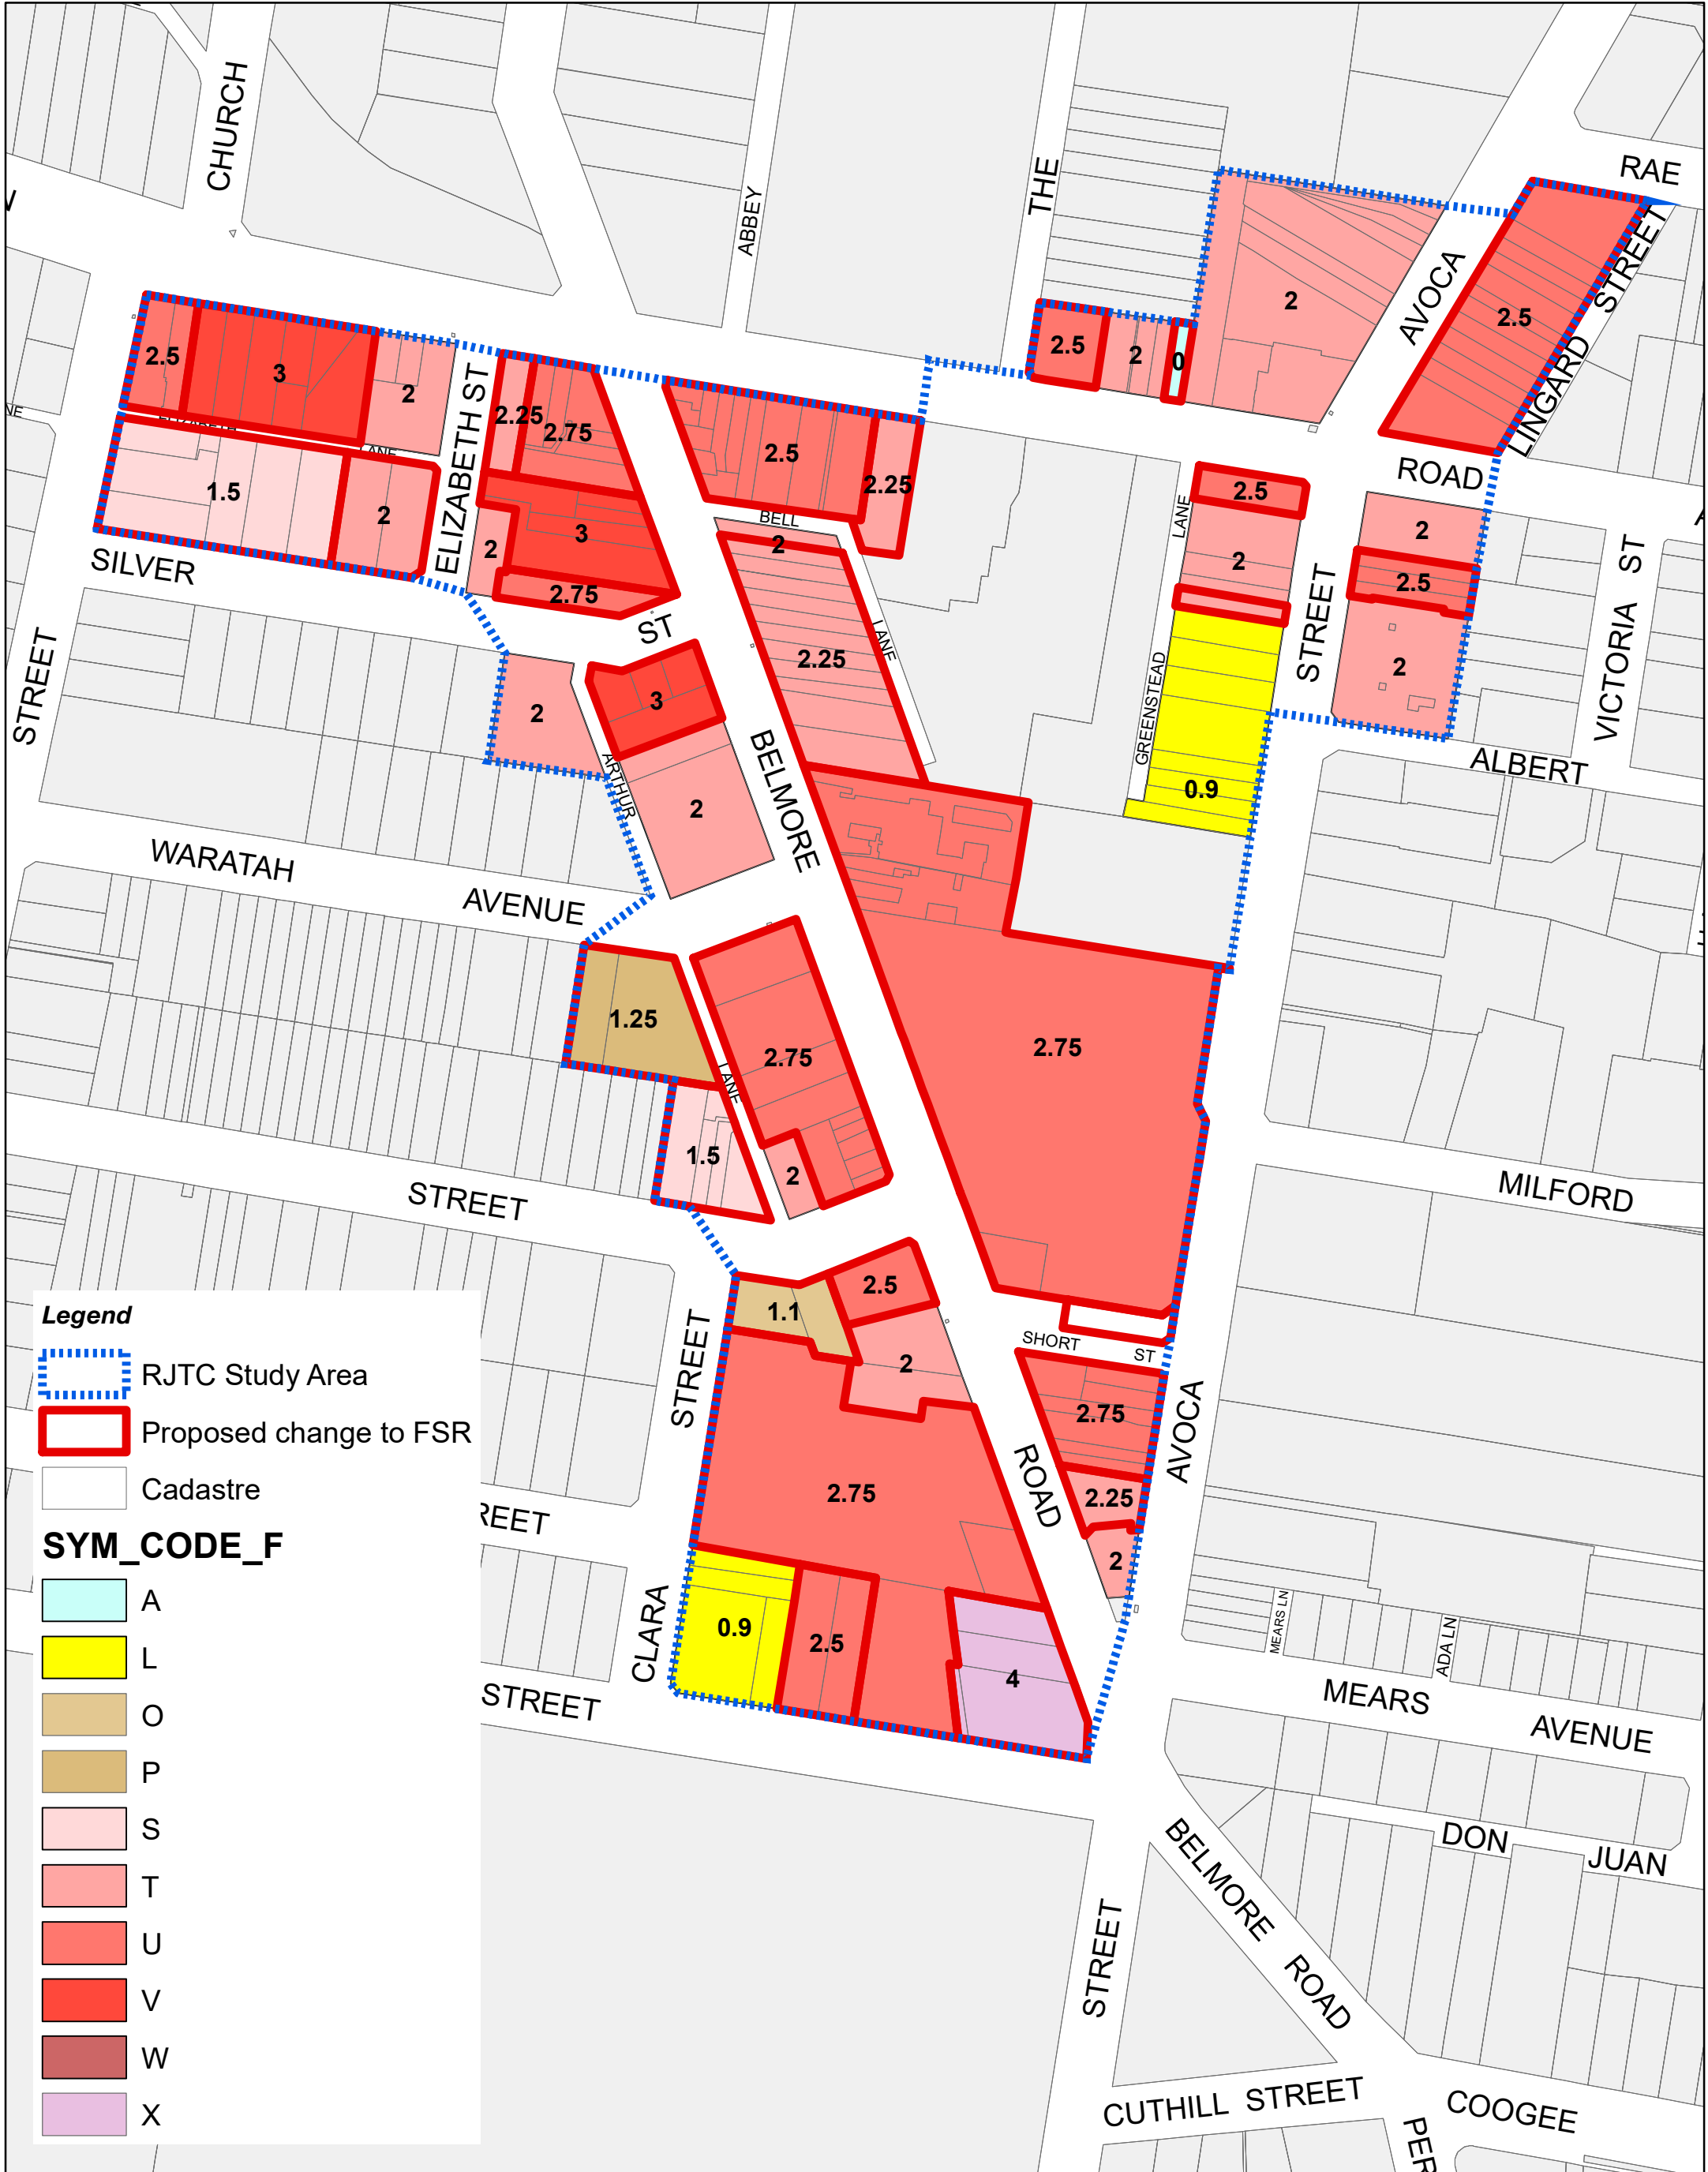 CHURCH
ABBEY
THE
RAE
AVOCA
STREET
LINGARD
2
2.5
2.5
2
0
2.5
3
2
ELIZABETH ST
2.25
2.75
2.5
2.25
ELIZABETH
LANE
1.5
2
2
3
2.75
BELL
2
LANE
2.5
2
ROAD
2
2.5
2
STREET
VICTORIA ST
SILVER
ST
LANE
2.25
GREENSTEAD
0.9
ALBERT
STREET
2
3
ARTHUR
2
BELMORE
WARATAH
AVENUE
1.25
LANE
2.75
2.75
1.5
2
STREET
MILFORD
1.1
2.5
2
SHORT
ST
STREET
2.75
AVOCA
2.75
ROAD
2.25
2
REET
CLARA
0.9
2.5
4
STREET
MEARS LN
ADA LN
MEARS
AVENUE
DON
JUAN
BELMORE
ROAD
STREET
CUTHILL STREET
COOGEE
PER
Legend
RJTC Study Area
Proposed change to FSR
Cadastre
SYM_CODE_F
A
L
O
P
S
T
U
V
W
X